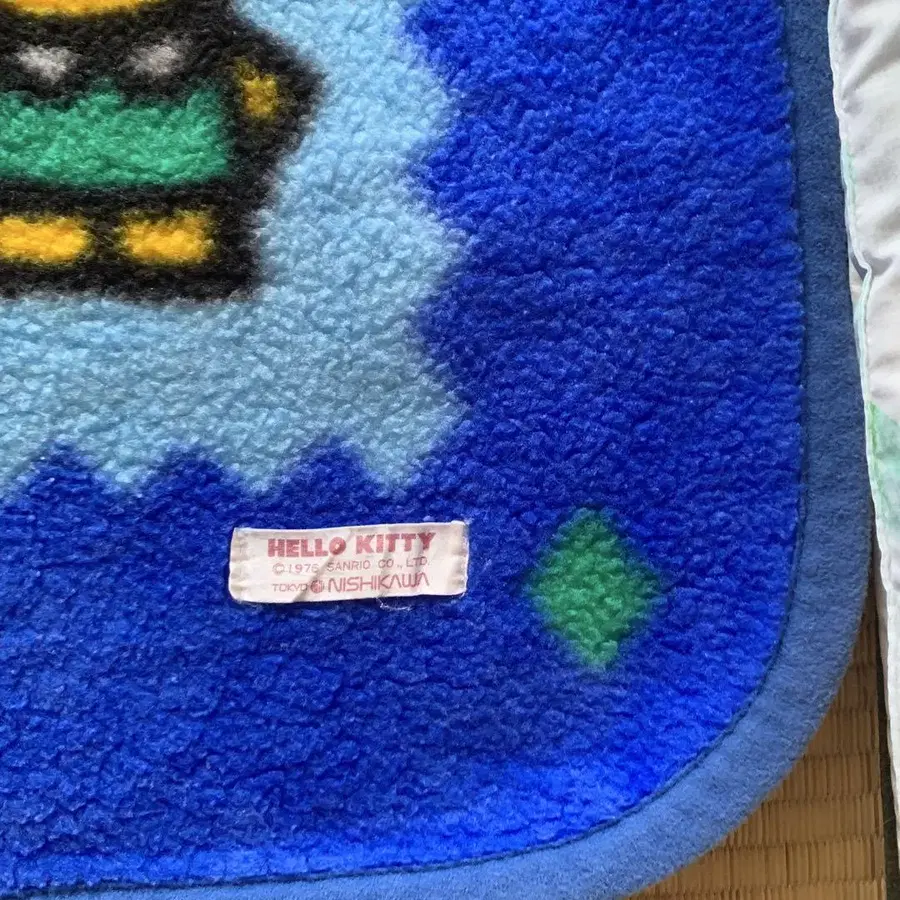 HELLO KITTY
©1976 SANRIO CO., LTD.
TOKYO NISHIKAWA